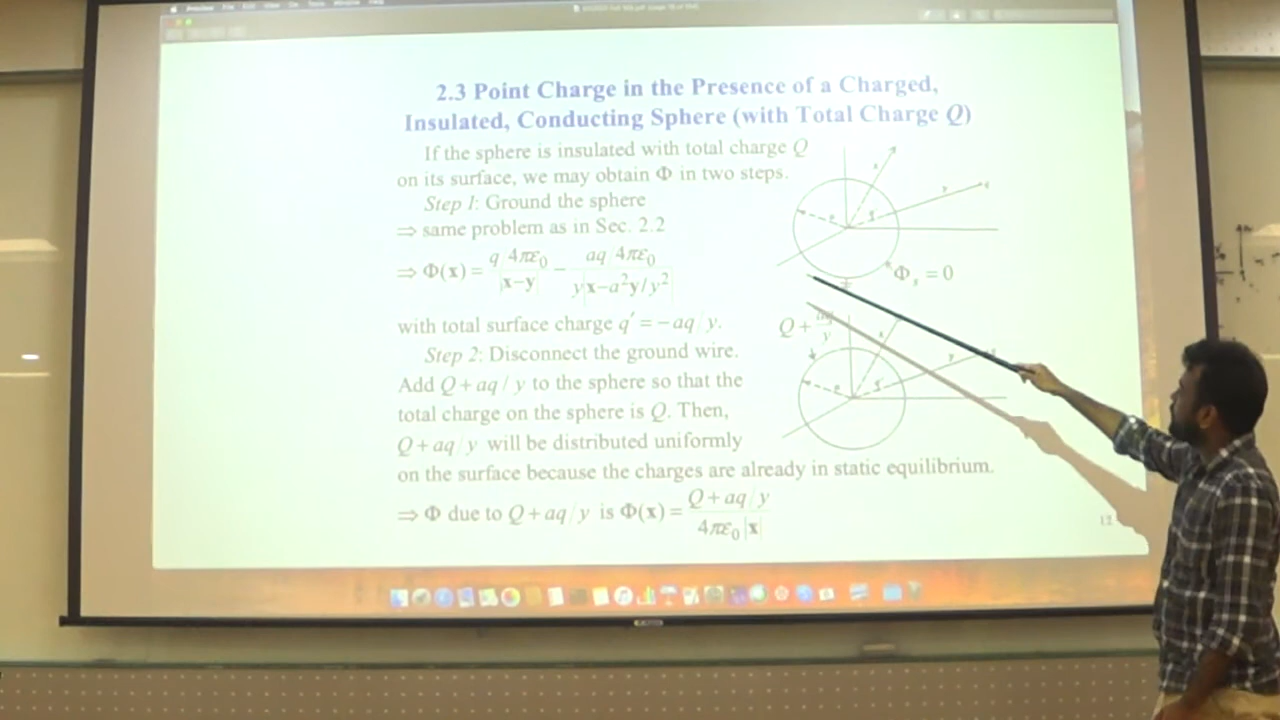 2.3 Point Charge in the Presence of a Charged,
Insulated, Conducting Sphere (with Total Charge Q)
If the sphere is insulated with total charge Q
on its surface, we may obtain Φ in two steps.
Step 1: Ground the sphere
⇒ same problem as in Sec. 2.2
⇒ Φ(x) = q/4πε₀ / |x−y| − aq/4πε₀ / y|x−a²y/y²|
Φₛ = 0
with total surface charge q′ = −aq/y.
Q + aq/y
Step 2: Disconnect the ground wire.
Add Q + aq/y to the sphere so that the
total charge on the sphere is Q. Then,
Q + aq/y will be distributed uniformly
on the surface because the charges are already in static equilibrium.
⇒ Φ due to Q + aq/y is Φ(x) = Q + aq/y / 4πε₀|x|
12